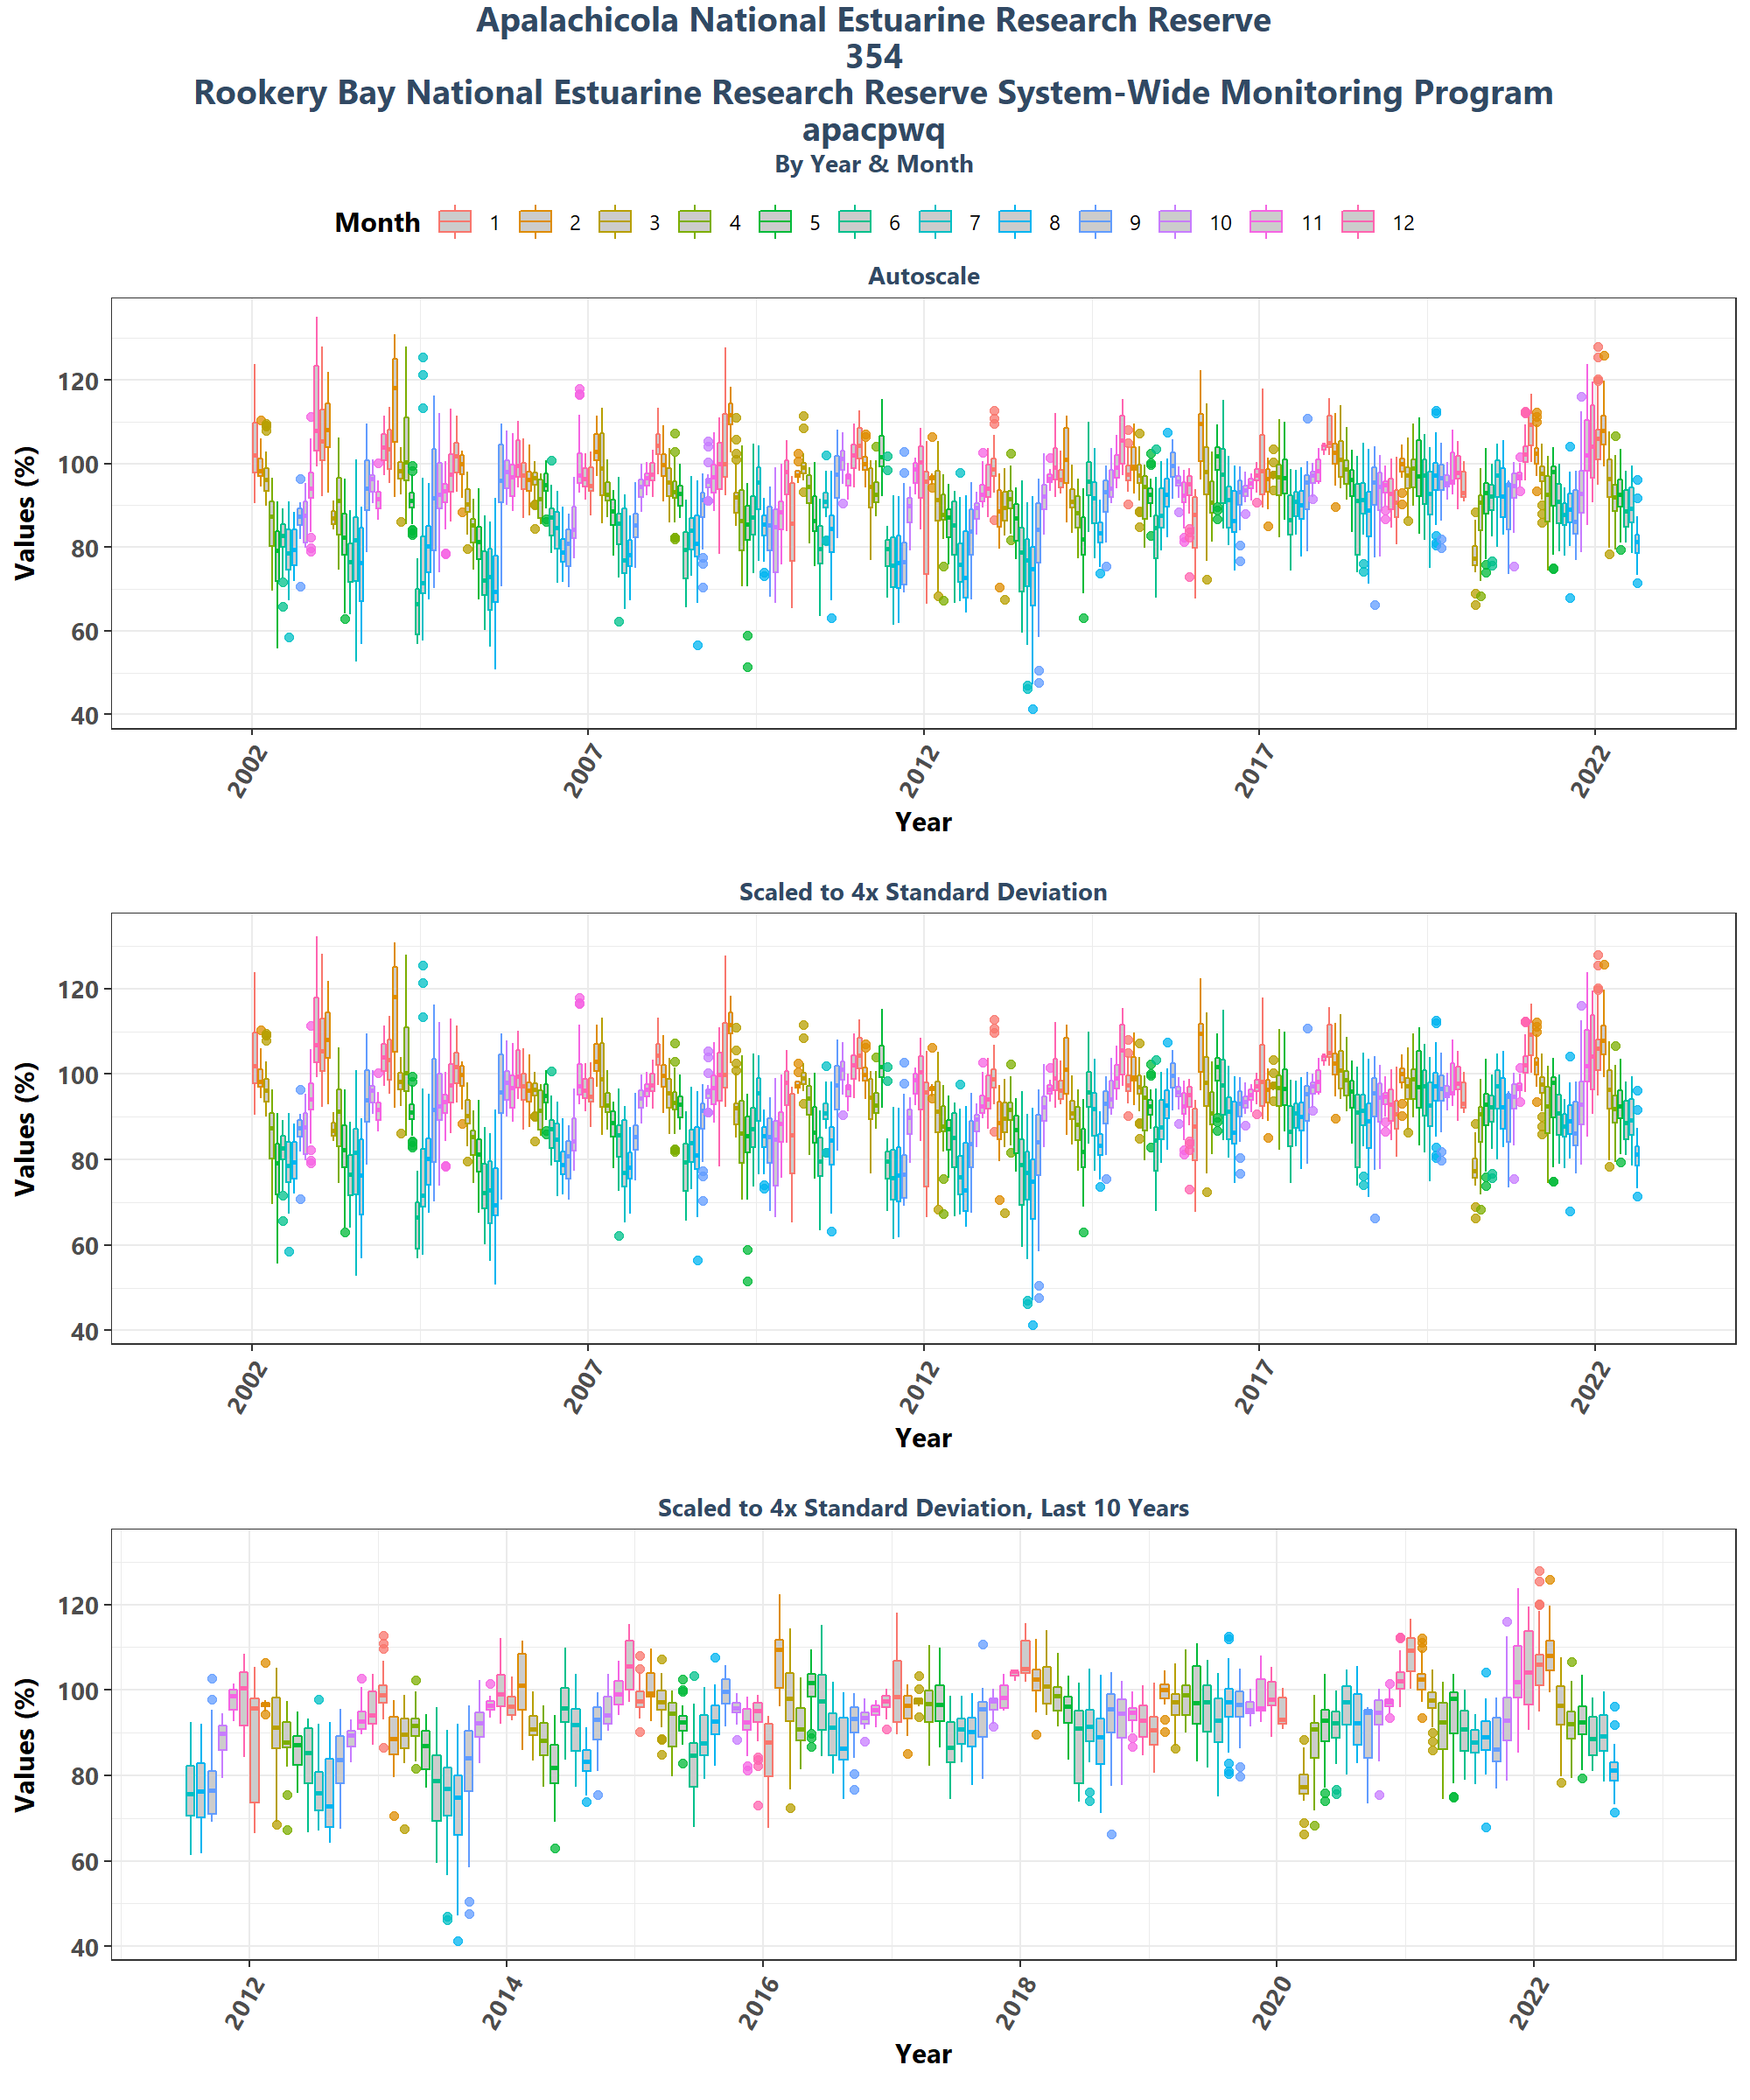 Apalachicola National Estuarine Research Reserve
354
Rookery Bay National Estuarine Research Reserve System-Wide Monitoring Program
apacpwq
By Year & Month
Month 1 2 3 4 5 6 7 8 9 10 11 12
Autoscale
Values (%)
120
100
80
60
40
2002 2007 2012 2017 2022
Year
Scaled to 4x Standard Deviation
Values (%)
120
100
80
60
40
2002 2007 2012 2017 2022
Year
Scaled to 4x Standard Deviation, Last 10 Years
Values (%)
120
100
80
60
40
2012 2014 2016 2018 2020 2022
Year